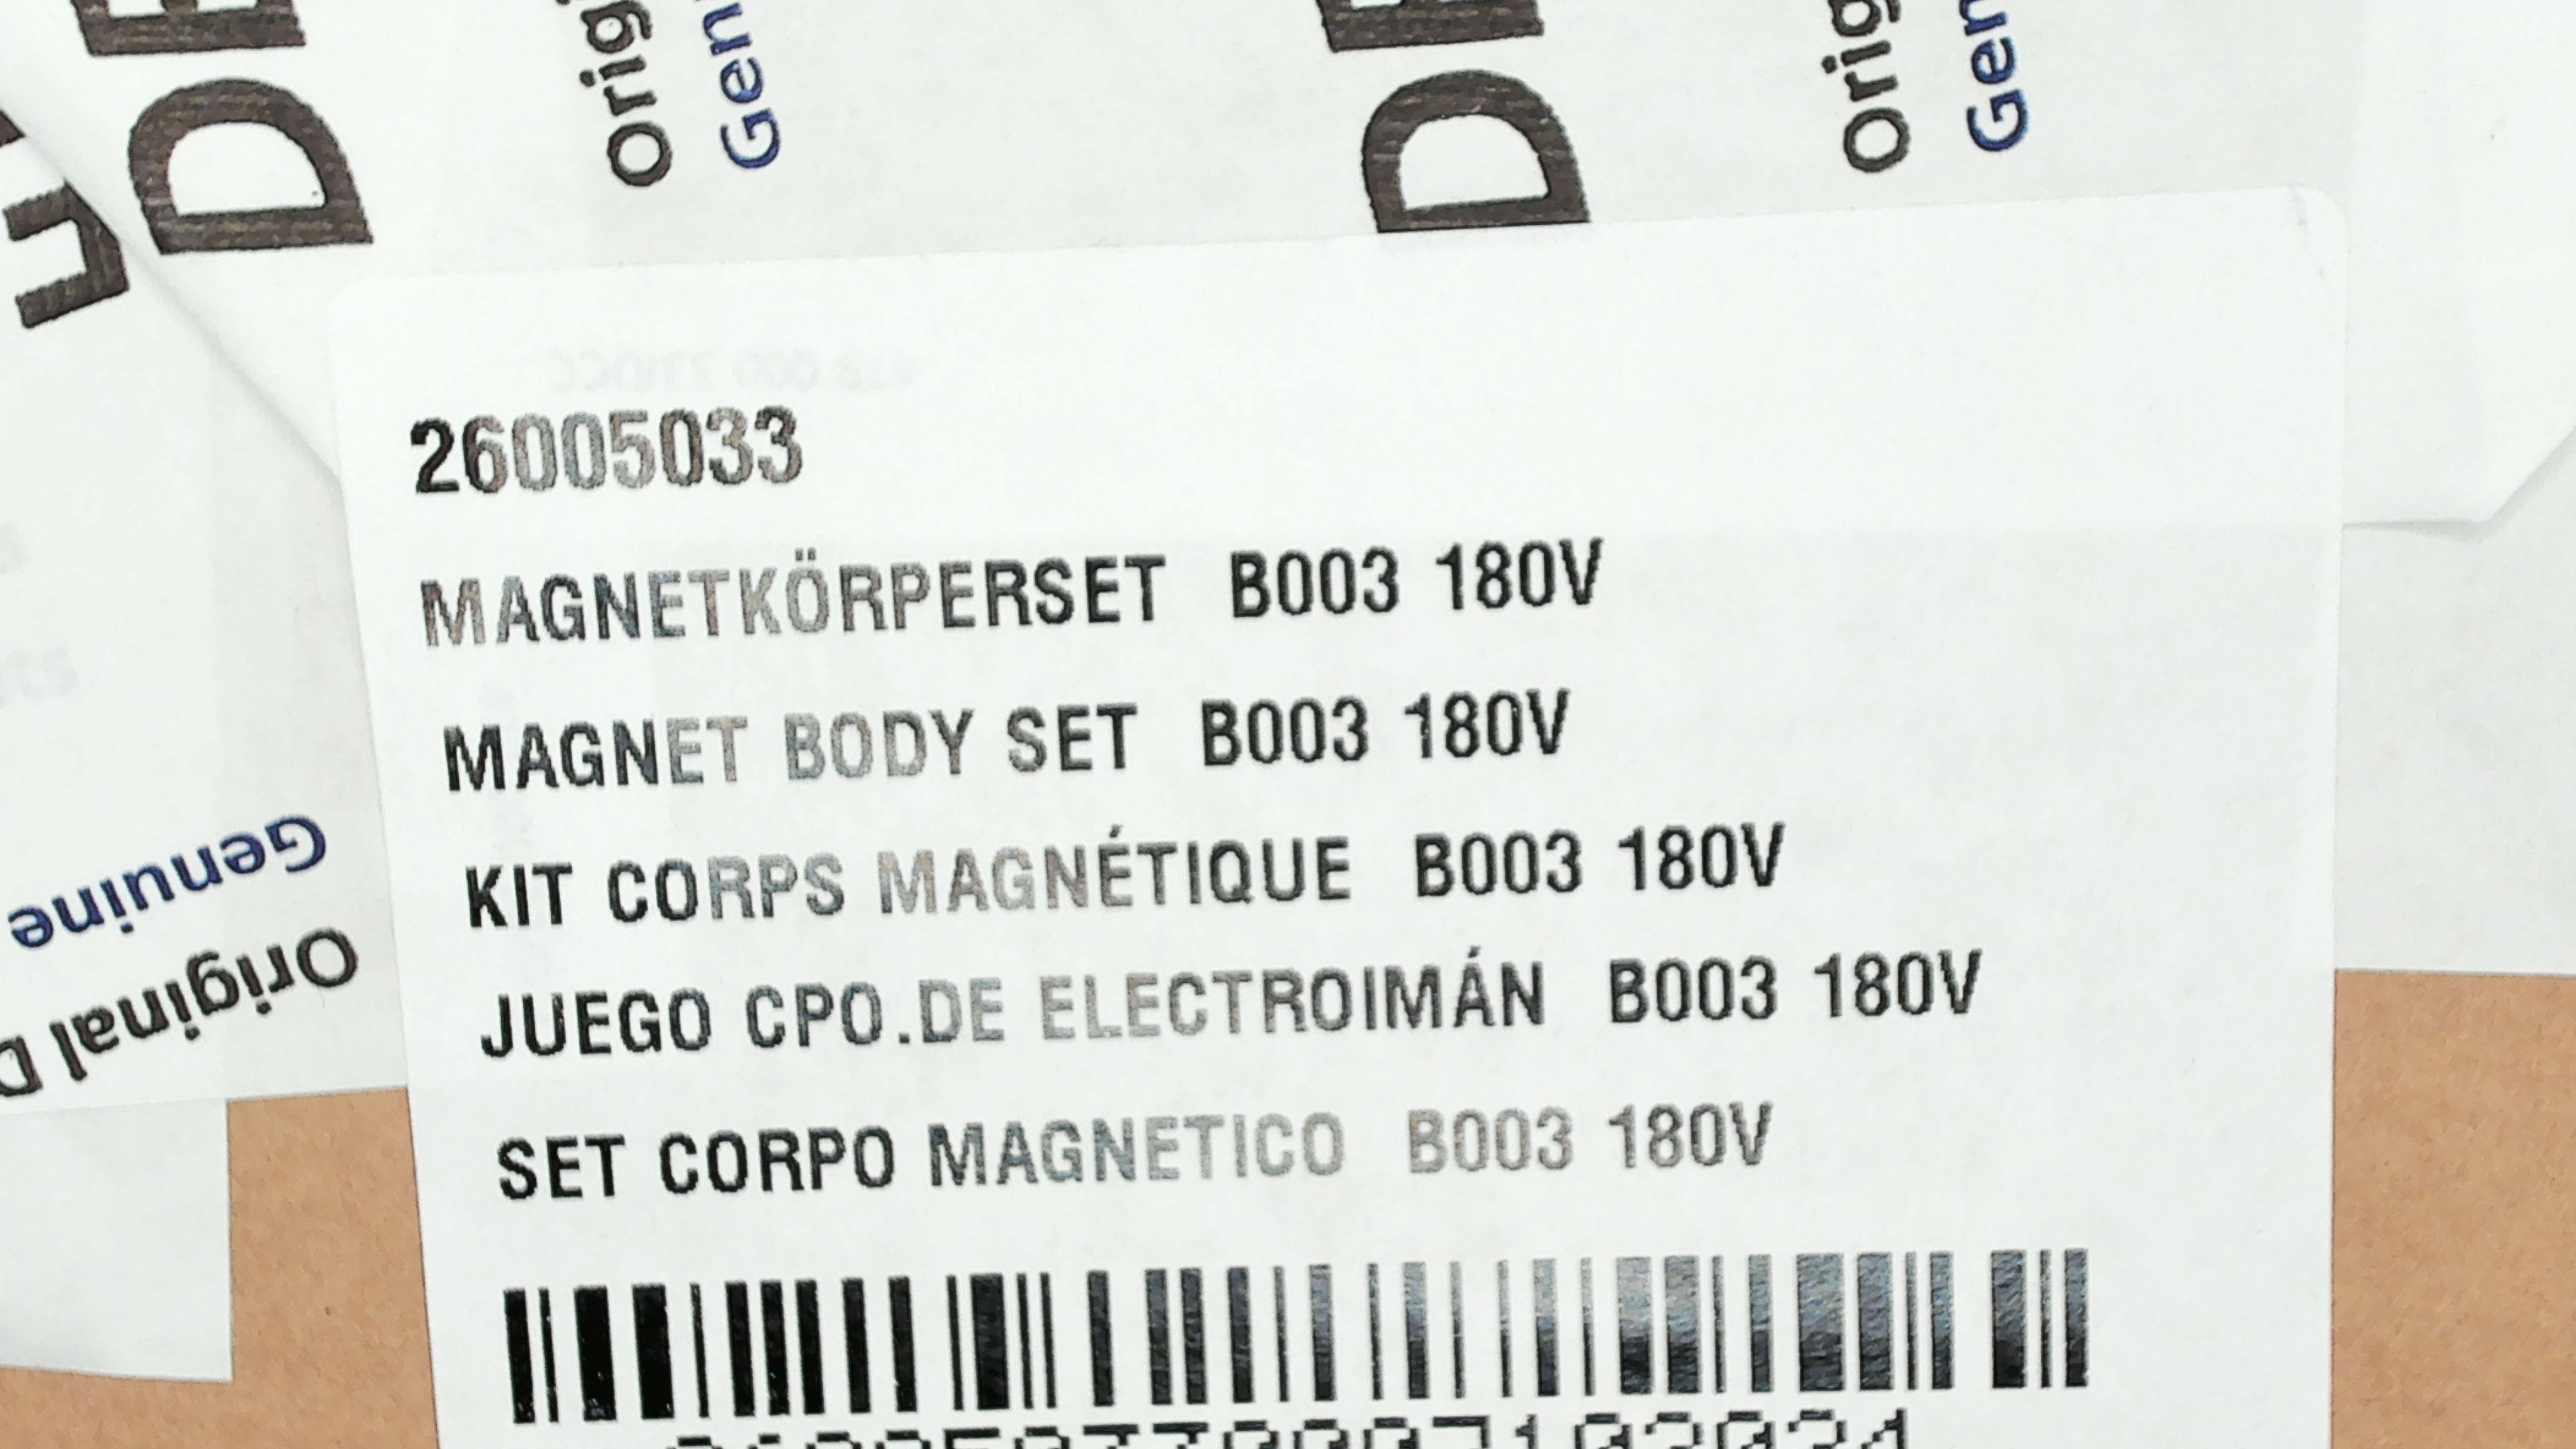 Orig
Gen
Orig
Gen
26005033
MAGNETKÖRPERSET B003 180V
MAGNET BODY SET B003 180V
KIT CORPS MAGNÉTIQUE B003 180V
JUEGO CPO.DE ELECTROIMÁN B003 180V
SET CORPO MAGNETICO B003 180V
Genuine
Original D